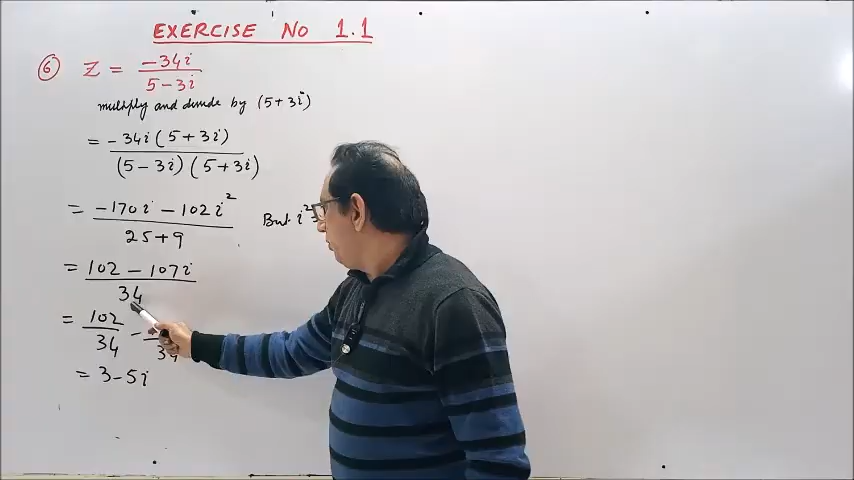 EXERCISE No 1.1
⑥ Z = -34i / 5-3i
multiply and divide by (5+3i)
= -34i(5+3i) / (5-3i)(5+3i)
= -170i - 102i² / 25+9 But i²=
= 102 - 107i / 34
= 102 / 34 - / 34
= 3-5i